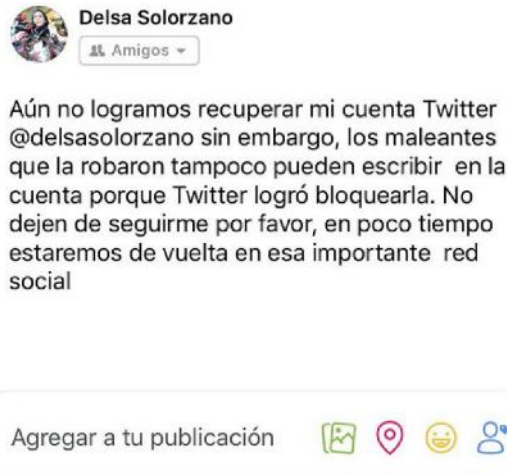 Delsa Solorzano
Amigos
Aún no logramos recuperar mi cuenta Twitter
@delsasolorzano sin embargo, los maleantes
que la robaron tampoco pueden escribir en la
cuenta porque Twitter logró bloquearla. No
dejen de seguirme por favor, en poco tiempo
estaremos de vuelta en esa importante red
social
Agregar a tu publicación